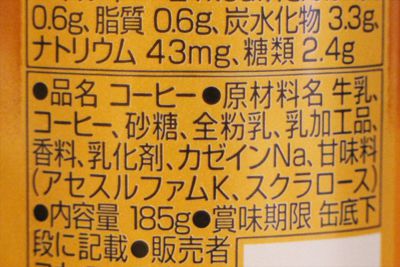 0.6g、脂質 0.6g、炭水化物 3.3g、
ナトリウム 43mg、糖類 2.4g
●品名 コーヒー●原材料名 牛乳、
コーヒー、砂糖、全粉乳、乳加工品、
香料、乳化剤、カゼインNa、甘味料
(アセスルファムK、スクラロース)
●内容量 185g●賞味期限 缶底下
段に記載●販売者